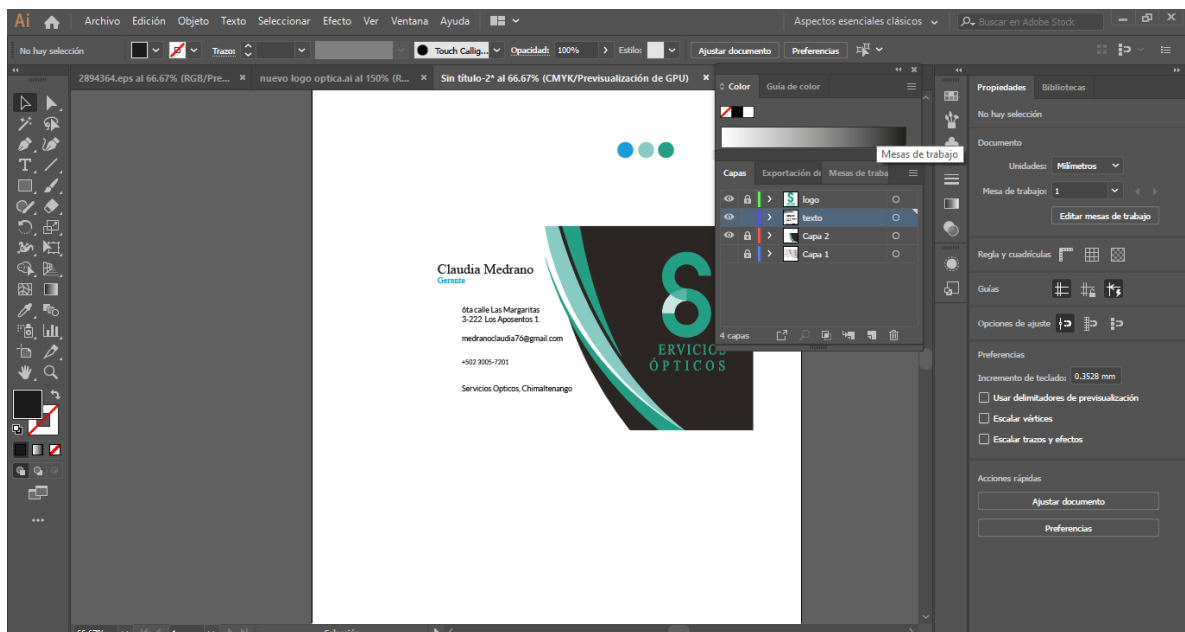 Ai Archivo Edición Objeto Texto Seleccionar Efecto Ver Ventana Ayuda Aspectos esenciales clásicos Buscar en Adobe Stock
No hay selección Trazo: Touch Callig... Opacidad: 100% Estilo: Ajustar documento Preferencias
2894364.eps al 66.67% (RGB/Pre... × nuevo logo optica.ai al 150% (R... × Sin título-2* al 66.67% (CMYK/Previsualización de GPU) ×
Color Guía de color
Mesas de trabajo
Capas Exportación de Mesas de traba
logo
texto
Capa 2
Capa 1
4 capas
Claudia Medrano
Gerente
6ta calle Las Margaritas
3-222 Los Aposentos 1.
medranoclaudia76@gmail.com
+502 3005-7201
Servicios Opticos, Chimaltenango
ERVICIOS
ÓPTICOS
Propiedades Bibliotecas
No hay selección
Documento
Unidades: Milímetros
Mesa de trabajo: 1
Editar mesas de trabajo
Regla y cuadrículas
Guías
Opciones de ajuste
Preferencias
Incremento de teclado: 0.3528 mm
Usar delimitadores de previsualización
Escalar vértices
Escalar trazos y efectos
Acciones rápidas
Ajustar documento
Preferencias